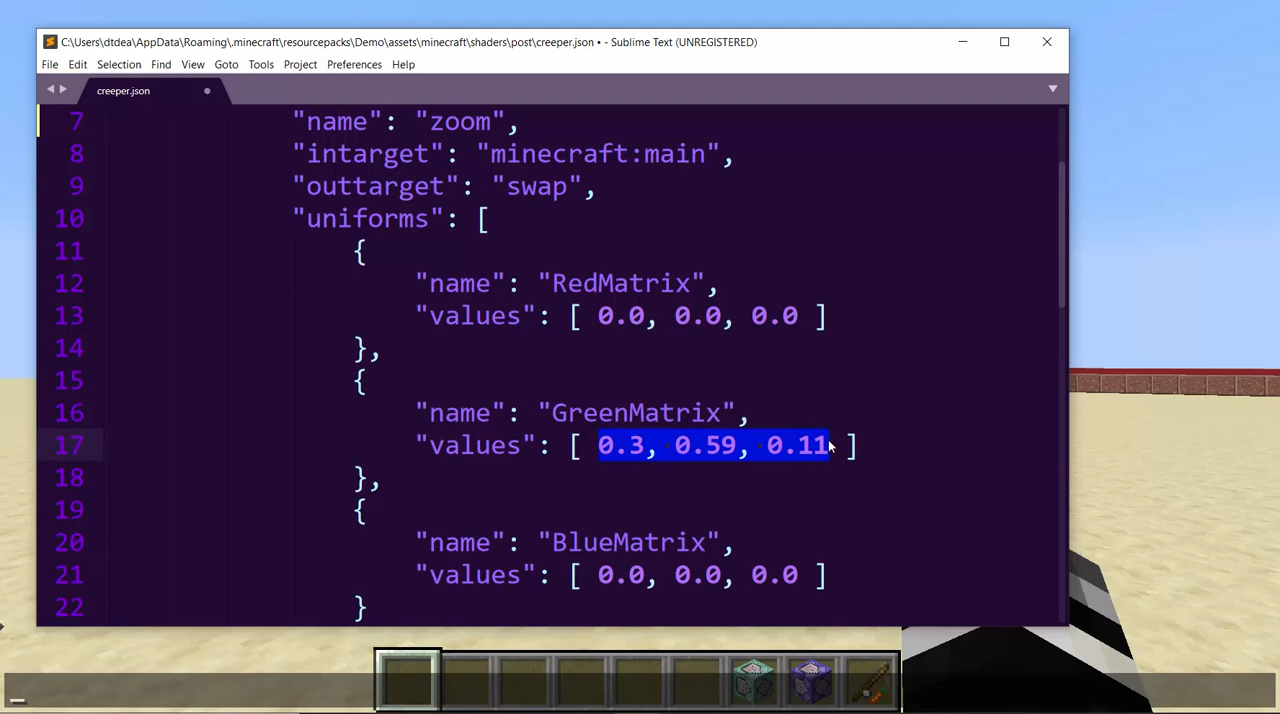 C:\Users\dtdea\AppData\Roaming\.minecraft\resourcepacks\Demo\assets\minecraft\shaders\post\creeper.json • - Sublime Text (UNREGISTERED)
File Edit Selection Find View Goto Tools Project Preferences Help
creeper.json
7 "name": "zoom",
8 "intarget": "minecraft:main",
9 "outtarget": "swap",
10 "uniforms": [
11 {
12 "name": "RedMatrix",
13 "values": [ 0.0, 0.0, 0.0 ]
14 },
15 {
16 "name": "GreenMatrix",
17 "values": [ 0.3, 0.59, 0.11 ]
18 },
19 {
20 "name": "BlueMatrix",
21 "values": [ 0.0, 0.0, 0.0 ]
22 }